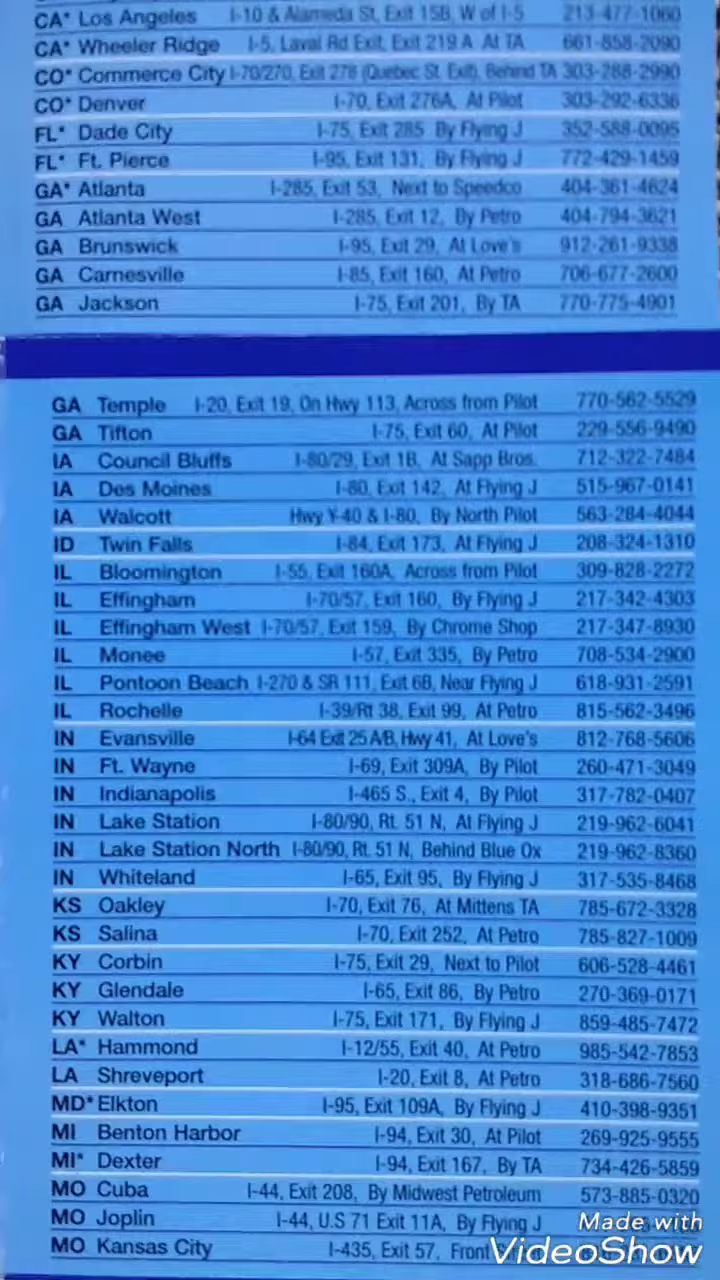 CA* Los Angeles I-10 & Alameda St, Exit 15B, W of I-5 213-477-1060
CA* Wheeler Ridge I-5, Laval Rd Exit, Exit 219 A At TA 661-858-2090
CO* Commerce City I-70/270, Exit 278 (Quebec St. Exit), Behind TA 303-288-2990
CO* Denver I-70, Exit 276A, At Pilot 303-292-6336
FL* Dade City I-75, Exit 285 By Flying J 352-588-0095
FL* Ft. Pierce I-95, Exit 131, By Flying J 772-429-1459
GA* Atlanta I-285, Exit 53, Next to Speedco 404-361-4624
GA Atlanta West I-285, Exit 12, By Petro 404-794-3621
GA Brunswick I-95, Exit 29, At Love's 912-261-9338
GA Carnesville I-85, Exit 160, At Petro 706-677-2600
GA Jackson I-75, Exit 201, By TA 770-775-4901
GA Temple I-20, Exit 19, On Hwy 113, Across from Pilot 770-562-5529
GA Tifton I-75, Exit 60, At Pilot 229-556-9490
IA Council Bluffs I-80/29, Exit 1B, At Sapp Bros. 712-322-7484
IA Des Moines I-80, Exit 142, At Flying J 515-967-0141
IA Walcott Hwy Y-40 & I-80, By North Pilot 563-284-4044
ID Twin Falls I-84, Exit 173, At Flying J 208-324-1310
IL Bloomington I-55, Exit 160A, Across from Pilot 309-828-2272
IL Effingham I-70/57, Exit 160, By Flying J 217-342-4303
IL Effingham West I-70/57, Exit 159, By Chrome Shop 217-347-8930
IL Monee I-57, Exit 335, By Petro 708-534-2900
IL Pontoon Beach I-270 & SR 111, Exit 6B, Near Flying J 618-931-2591
IL Rochelle I-39/Rt 38, Exit 99, At Petro 815-562-3496
IN Evansville I-64 Exit 25 A/B, Hwy 41, At Love's 812-768-5606
IN Ft. Wayne I-69, Exit 309A, By Pilot 260-471-3049
IN Indianapolis I-465 S., Exit 4, By Pilot 317-782-0407
IN Lake Station I-80/90, Rt. 51 N, At Flying J 219-962-6041
IN Lake Station North I-80/90, Rt. 51 N, Behind Blue Ox 219-962-8360
IN Whiteland I-65, Exit 95, By Flying J 317-535-8468
KS Oakley I-70, Exit 76, At Mittens TA 785-672-3328
KS Salina I-70, Exit 252, At Petro 785-827-1009
KY Corbin I-75, Exit 29, Next to Pilot 606-528-4461
KY Glendale I-65, Exit 86, By Petro 270-369-0171
KY Walton I-75, Exit 171, By Flying J 859-485-7472
LA* Hammond I-12/55, Exit 40, At Petro 985-542-7853
LA Shreveport I-20, Exit 8, At Petro 318-686-7560
MD* Elkton I-95, Exit 109A, By Flying J 410-398-9351
MI Benton Harbor I-94, Exit 30, At Pilot 269-925-9555
MI* Dexter I-94, Exit 167, By TA 734-426-5859
MO Cuba I-44, Exit 208, By Midwest Petroleum 573-885-0320
MO Joplin I-44, U.S 71 Exit 11A, By Flying J
MO Kansas City I-435, Exit 57, Front
Made with
VideoShow